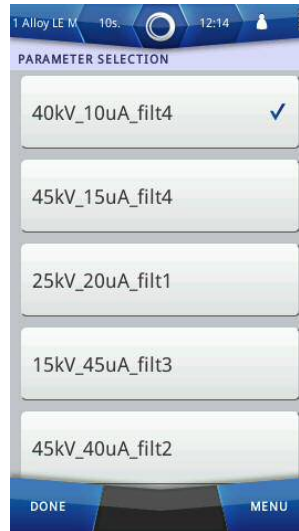 1 Alloy LE M 10s. 12:14
PARAMETER SELECTION
40kV_10uA_filt4
45kV_15uA_filt4
25kV_20uA_filt1
15kV_45uA_filt3
45kV_40uA_filt2
DONE MENU